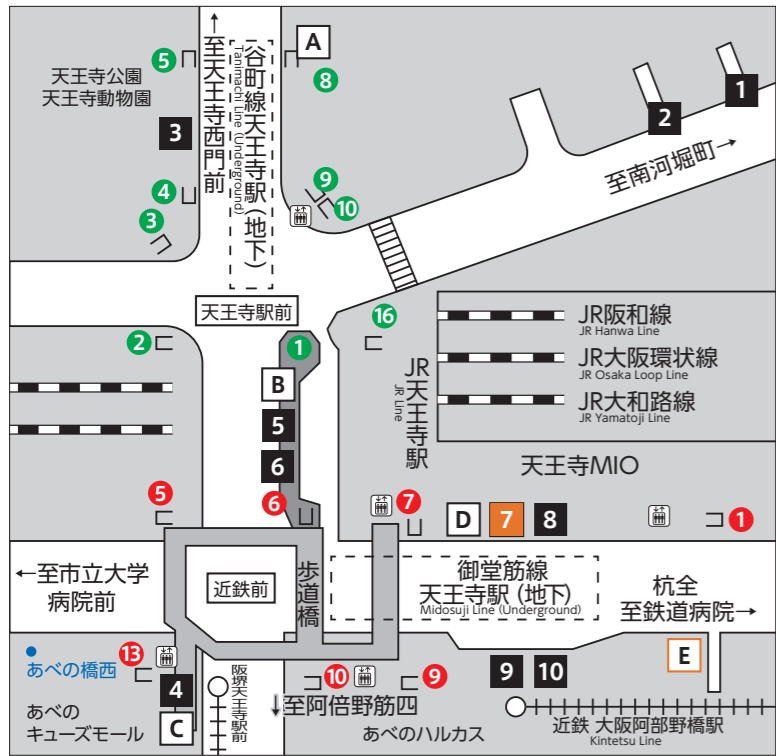 ↑至天王寺西門前
谷町線天王寺駅(地下)
Tanimachi Line (Underground)
A
5
8
天王寺公園
天王寺動物園
3
4
3
9
10
1
2
至南河堀町→
天王寺駅前
2
1
16
B
5
6
6
JR天王寺駅
JR Line
JR阪和線
JR Hanwa Line
JR大阪環状線
JR Osaka Loop Line
JR大和路線
JR Yamatoji Line
天王寺MIO
5
7
D
7
8
1
←至市立大学
病院前
近鉄前
歩道橋
御堂筋線
天王寺駅(地下)
Midosuji Line (Underground)
杭全
至鉄道病院→
あべの橋西
13
4
C
あべの
キューズモール
阪堺天王寺駅前
10
9
↓至阿倍野筋四
あべのハルカス
9
10
E
近鉄 大阪阿部野橋駅
Kintetsu Line